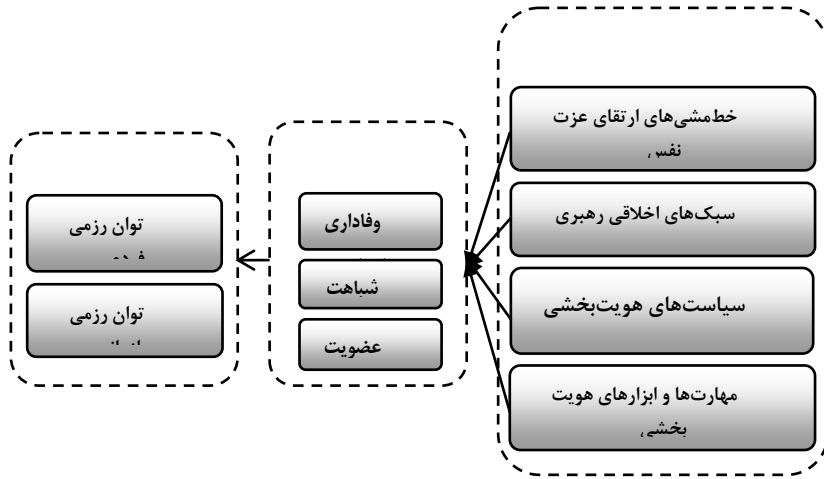 خط‌مشی‌های ارتقای عزت
نفس
سبک‌های اخلاقی رهبری
سیاست‌های هویت‌بخشی
مهارت‌ها و ابزارهای هویت
بخشی
وفاداری
شباهت
عضویت
توان رزمی
توان رزمی